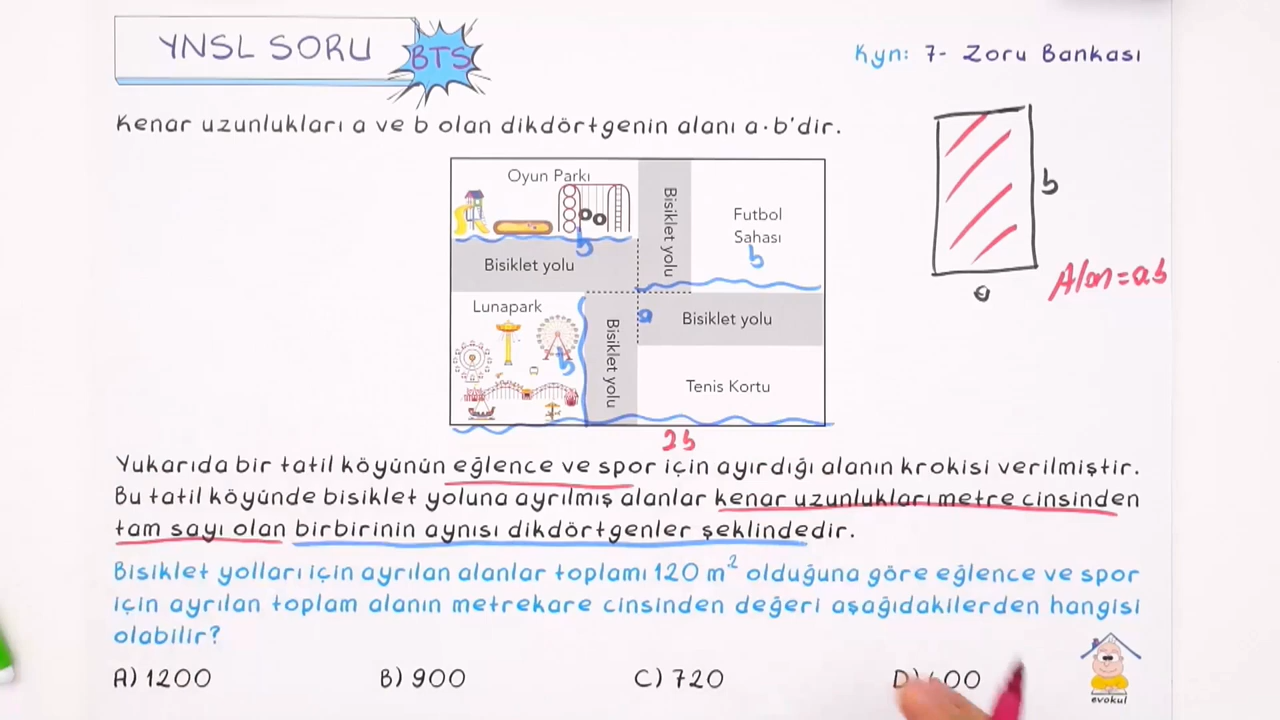 YNSL SORU
BTS
Kyn: 7- Zoru Bankası
Kenar uzunlukları a ve b olan dikdörtgenin alanı a·b'dir.
Oyun Parkı
Bisiklet yolu
Futbol
Sahası
b
b
b
Bisiklet yolu
a
Alan=ab
Lunapark
a
Bisiklet yolu
Bisiklet yolu
b
Tenis Kortu
2b
Yukarıda bir tatil köyünün eğlence ve spor için ayırdığı alanın krokisi verilmiştir.
Bu tatil köyünde bisiklet yoluna ayrılmış alanlar kenar uzunlukları metre cinsinden
tam sayı olan birbirinin aynısı dikdörtgenler şeklindedir.
Bisiklet yolları için ayrılan alanlar toplamı 120 m² olduğuna göre eğlence ve spor
için ayrılan toplam alanın metrekare cinsinden değeri aşağıdakilerden hangisi
olabilir?
A) 1200
B) 900
C) 720
evokul